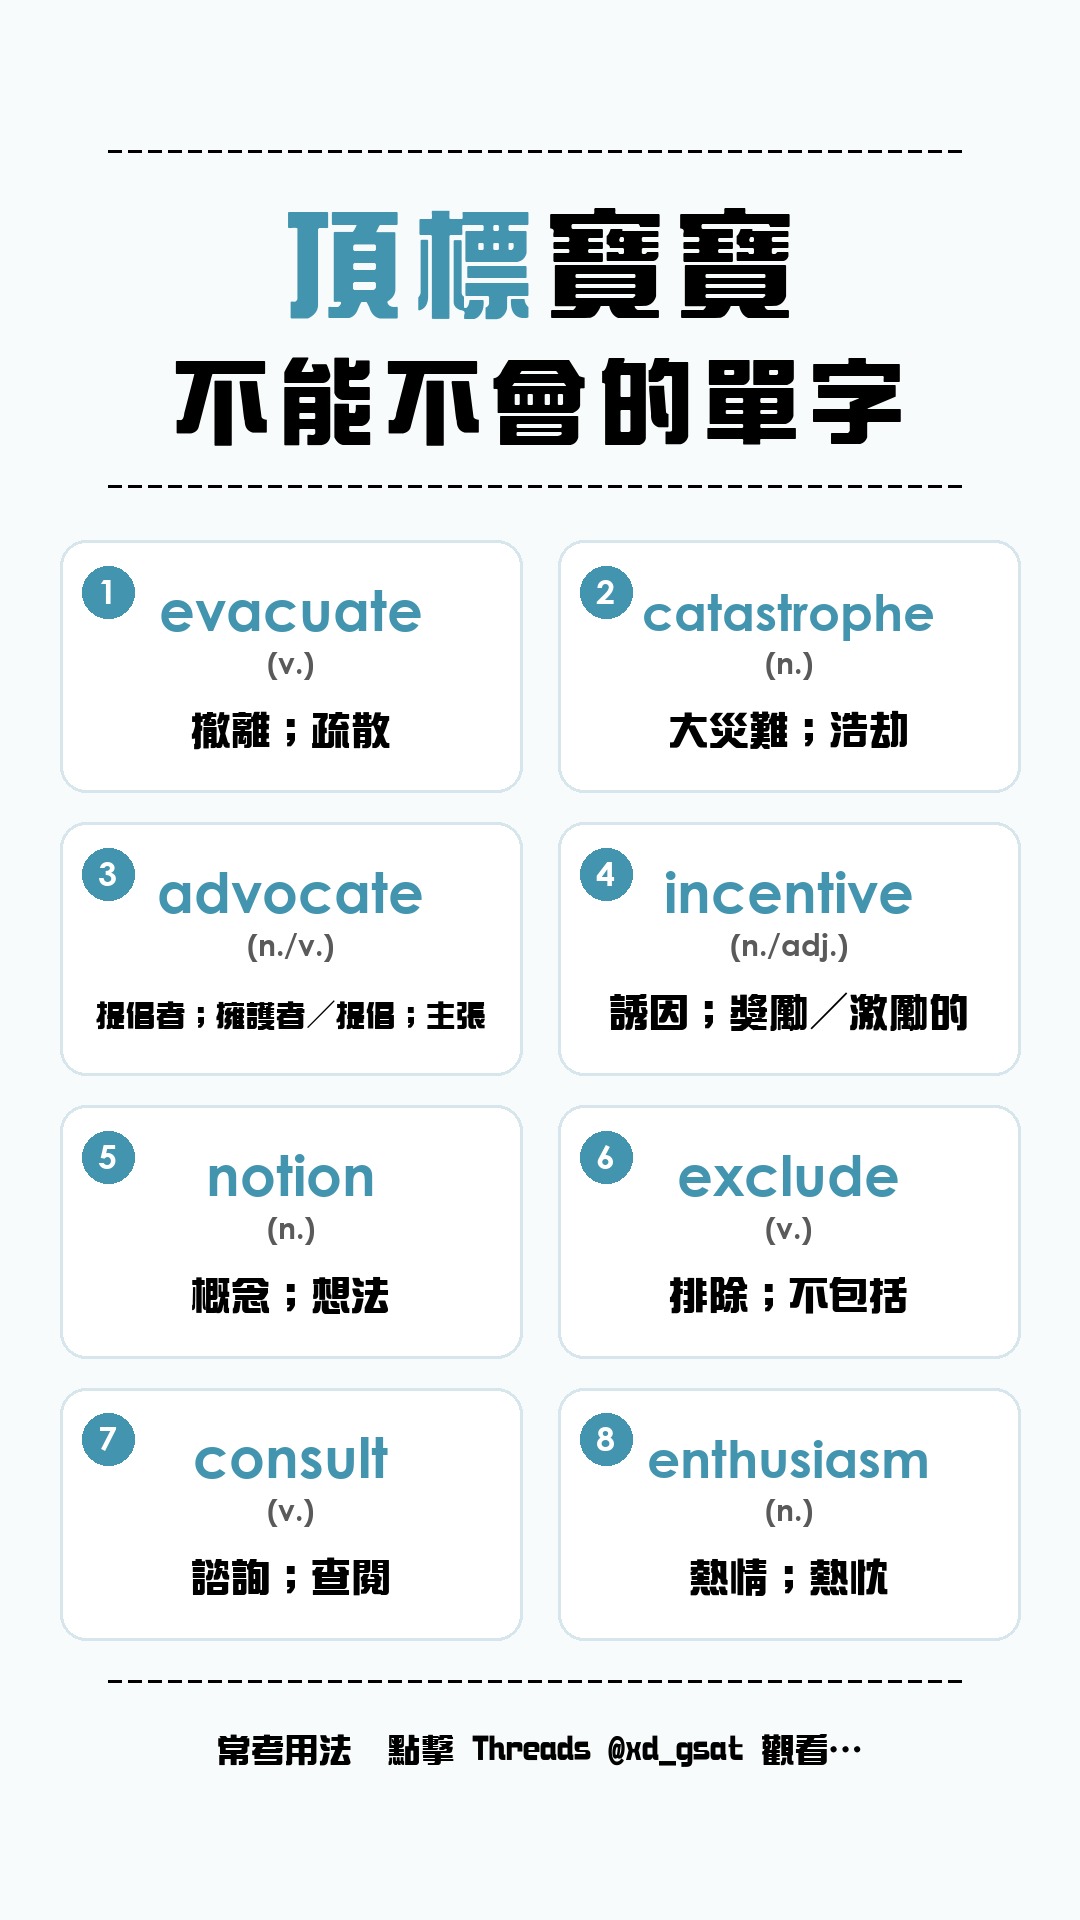 頂標寶寶
不能不會的單字
1
evacuate
(v.)
撤離；疏散
2
catastrophe
(n.)
大災難；浩劫
3
advocate
(n./v.)
提倡者；擁護者／提倡；主張
4
incentive
(n./adj.)
誘因；獎勵／激勵的
5
notion
(n.)
概念；想法
6
exclude
(v.)
排除；不包括
7
consult
(v.)
諮詢；查閱
8
enthusiasm
(n.)
熱情；熱忱
常考用法　點擊 Threads @xd_gsat 觀看…